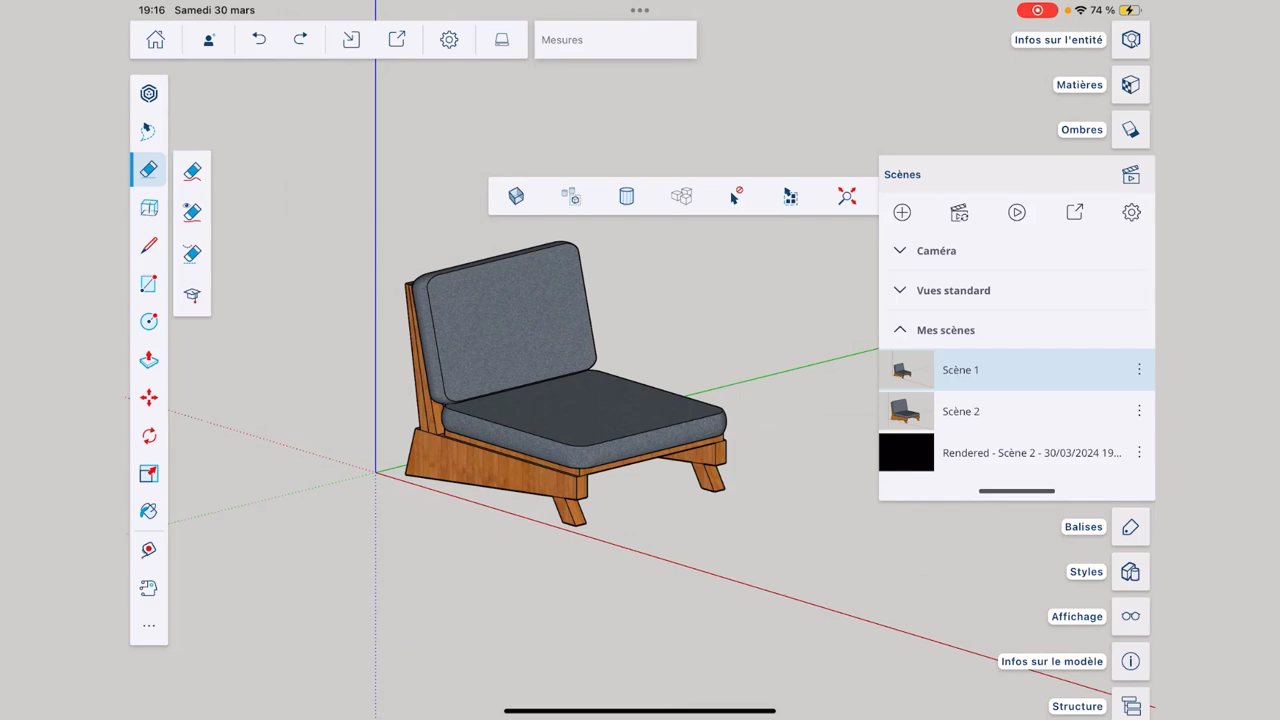 19:16 Samedi 30 mars
74 %
Mesures
Infos sur l'entité
Matières
Ombres
Scènes
Caméra
Vues standard
Mes scènes
Scène 1
Scène 2
Rendered - Scène 2 - 30/03/2024 19...
Balises
Styles
Affichage
Infos sur le modèle
Structure